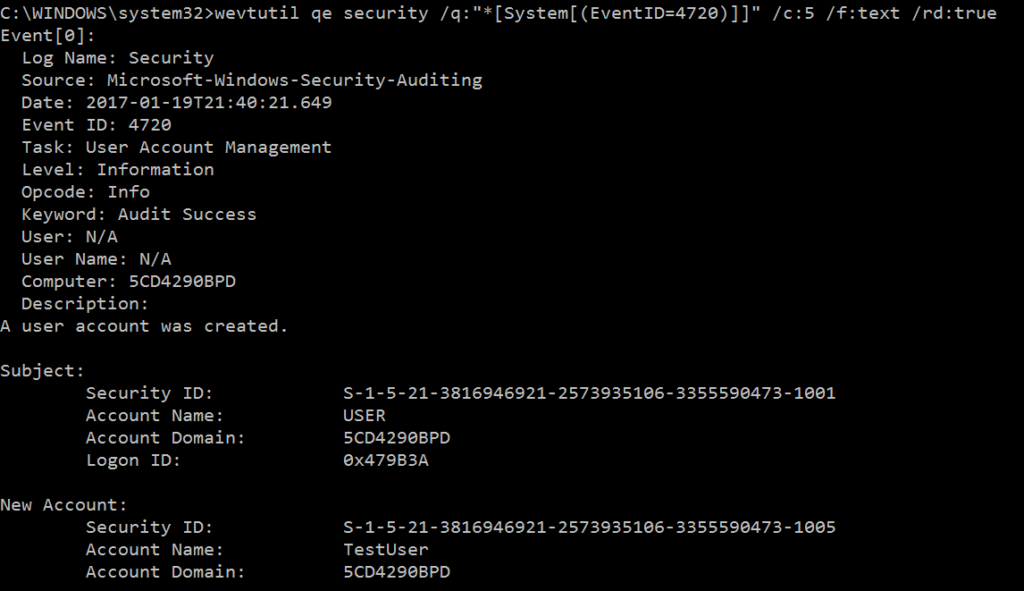 C:\WINDOWS\system32>wevtutil qe security /q:"*[System[(EventID=4720)]]" /c:5 /f:text /rd:true
Event[0]:
  Log Name: Security
  Source: Microsoft-Windows-Security-Auditing
  Date: 2017-01-19T21:40:21.649
  Event ID: 4720
  Task: User Account Management
  Level: Information
  Opcode: Info
  Keyword: Audit Success
  User: N/A
  User Name: N/A
  Computer: 5CD4290BPD
  Description:
A user account was created.

Subject:
        Security ID:            S-1-5-21-3816946921-2573935106-3355590473-1001
        Account Name:           USER
        Account Domain:         5CD4290BPD
        Logon ID:               0x479B3A

New Account:
        Security ID:            S-1-5-21-3816946921-2573935106-3355590473-1005
        Account Name:           TestUser
        Account Domain:         5CD4290BPD